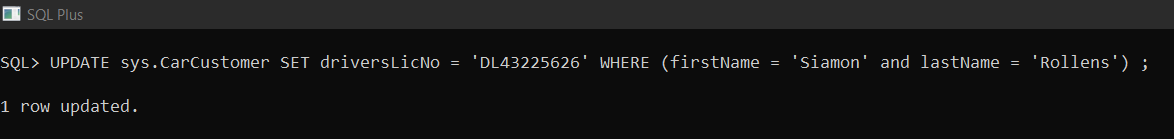 SQL Plus
SQL> UPDATE sys.CarCustomer SET driversLicNo = 'DL43225626' WHERE (firstName = 'Siamon' and lastName = 'Rollens') ;
1 row updated.